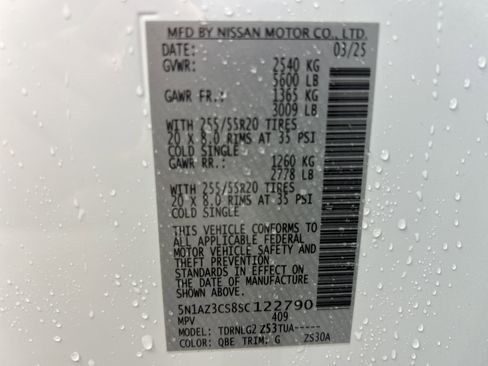 MFD BY NISSAN MOTOR CO., LTD.
DATE: 03/25
GVWR: 2540 KG
5600 LB
GAWR FR.: 1365 KG
3009 LB
WITH 255/55R20 TIRES
20 X 8.0 RIMS AT 35 PSI
COLD SINGLE
GAWR RR.: 1260 KG
2778 LB
WITH 255/55R20 TIRES
20 X 8.0 RIMS AT 35 PSI
COLD SINGLE
THIS VEHICLE CONFORMS TO
ALL APPLICABLE FEDERAL
MOTOR VEHICLE SAFETY AND
THEFT PREVENTION
STANDARDS IN EFFECT ON
THE DATE OF MANUFACTURE
SHOWN ABOVE.
5N1AZ3CS8SC122790
MPV 409
MODEL: TDRNLG2 ZS3TUA-----
COLOR: QBE TRIM, G ZS30A